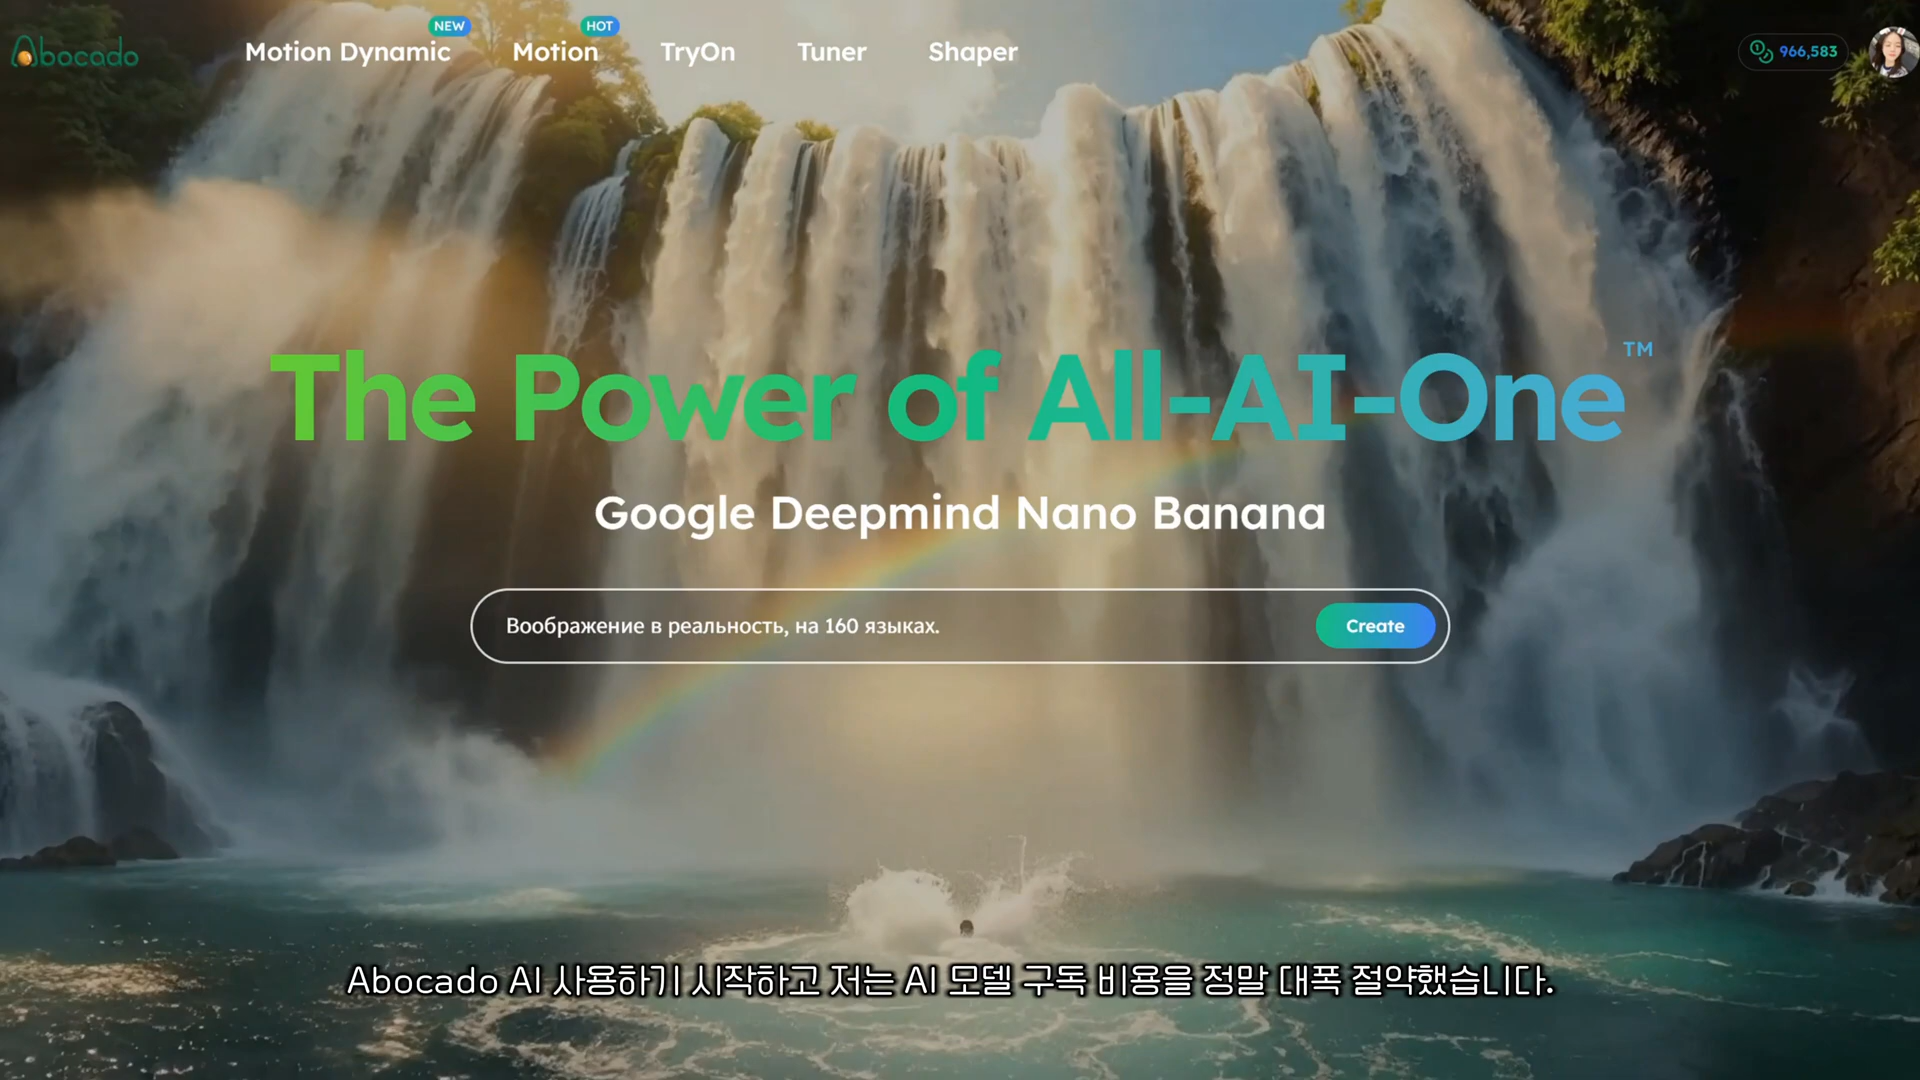 Abocado
Motion Dynamic
NEW
Motion
HOT
TryOn
Tuner
Shaper
966,583
The Power of All-AI-One™
Google Deepmind Nano Banana
Воображение в реальность, на 160 языках.
Create
Abocado AI 사용하기 시작하고 저는 AI 모델 구독 비용을 정말 대폭 절약했습니다.